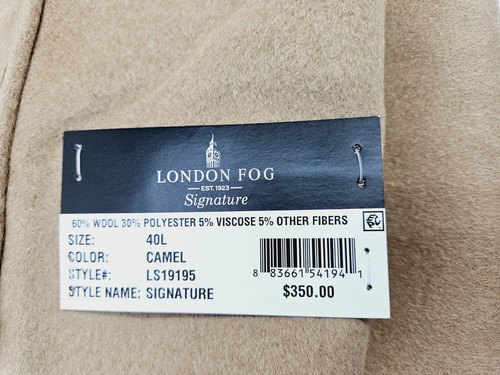 LONDON FOG
EST. 1923
Signature
60% WOOL 30% POLYESTER 5% VISCOSE 5% OTHER FIBERS
SIZE: 40L
COLOR: CAMEL
STYLE#: LS19195
STYLE NAME: SIGNATURE
8 83661 54194 1
$350.00